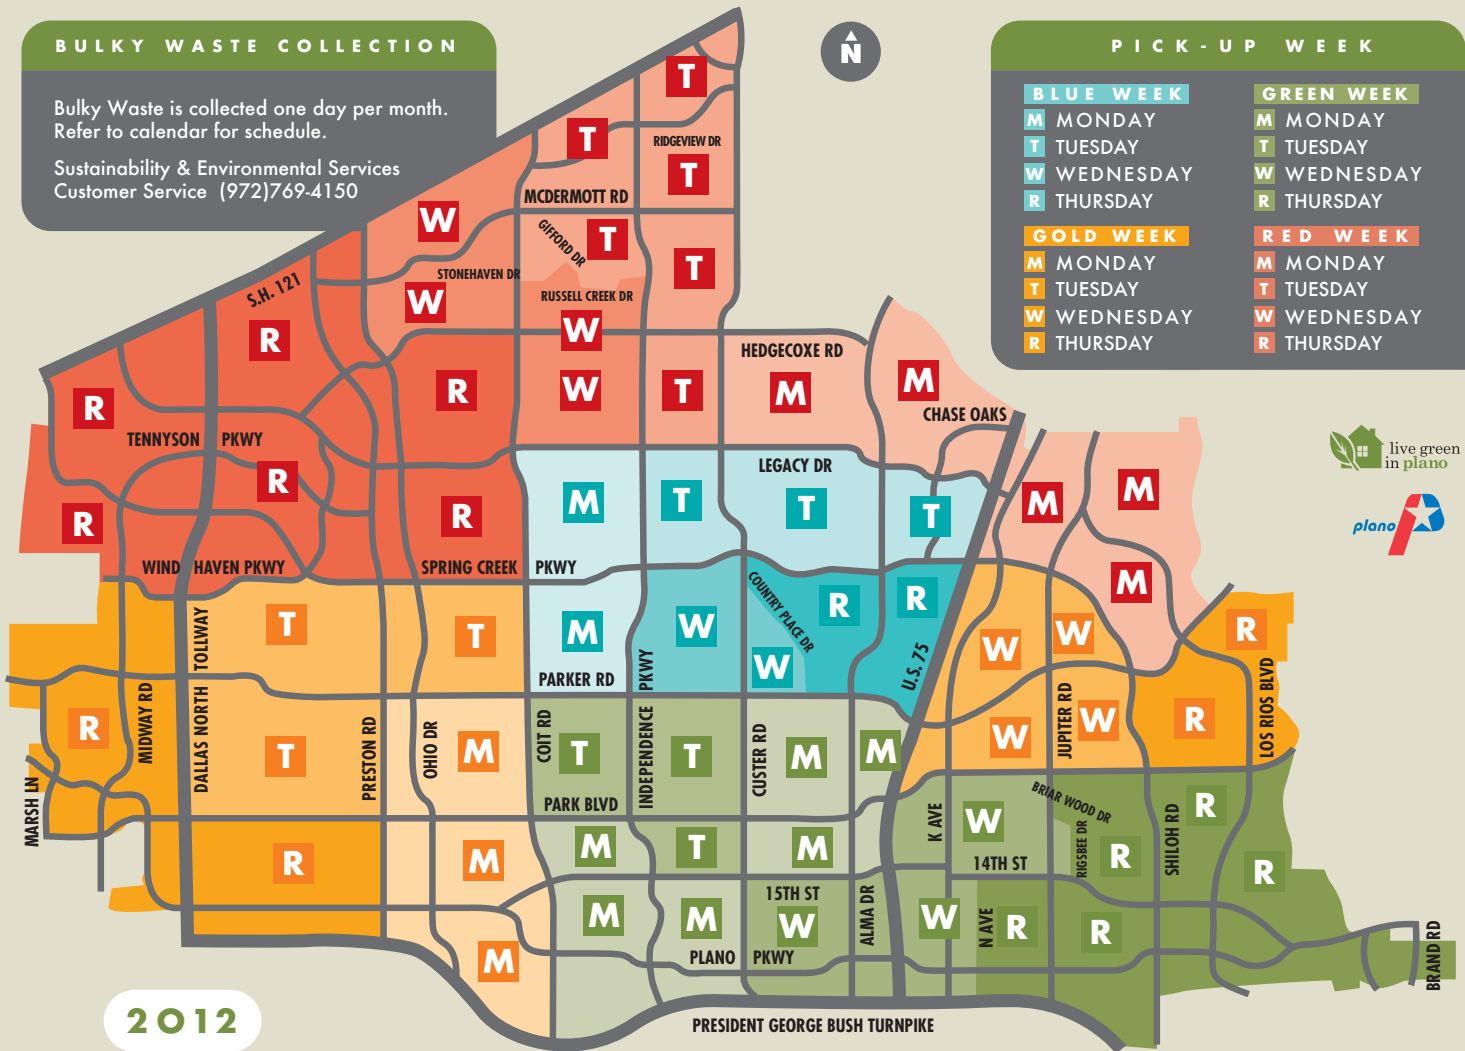 BULKY WASTE COLLECTION
Bulky Waste is collected one day per month.
Refer to calendar for schedule.
Sustainability & Environmental Services
Customer Service (972)769-4150
N
PICK-UP WEEK
BLUE WEEK
M MONDAY
T TUESDAY
W WEDNESDAY
R THURSDAY
GREEN WEEK
M MONDAY
T TUESDAY
W WEDNESDAY
R THURSDAY
GOLD WEEK
M MONDAY
T TUESDAY
W WEDNESDAY
R THURSDAY
RED WEEK
M MONDAY
T TUESDAY
W WEDNESDAY
R THURSDAY
live green
in plano
plano
T
T
RIDGEVIEW DR
T
MCDERMOTT RD
W
GIFFORD DR
T
T
STONEHAVEN DR
S.H. 121
RUSSELL CREEK DR
W
W
R
HEDGECOXE RD
R
R
W
T
M
M
CHASE OAKS
TENNYSON PKWY
LEGACY DR
R
R
R
M
T
T
T
M
M
WINDHAVEN PKWY
SPRING CREEK PKWY
M
COUNTRY PLACE DR
T
T
M
W
R
R
W
W
R
W
DALLAS NORTH TOLLWAY
PARKER RD
U.S. 75
MIDWAY RD
R
T
PRESTON RD
OHIO DR
M
COIT RD
T
INDEPENDENCE PKWY
T
CUSTER RD
M
M
W
JUPITER RD
W
R
LOS RIOS BLVD
MARSH LN
PARK BLVD
BRIAR WOOD DR
K AVE
W
R
SHILOH RD
R
M
M
T
M
14TH ST
RIGSBEE DR
R
R
15TH ST
M
M
W
ALMA DR
W
N AVE
R
R
M
PLANO PKWY
BRAND RD
2012
PRESIDENT GEORGE BUSH TURNPIKE